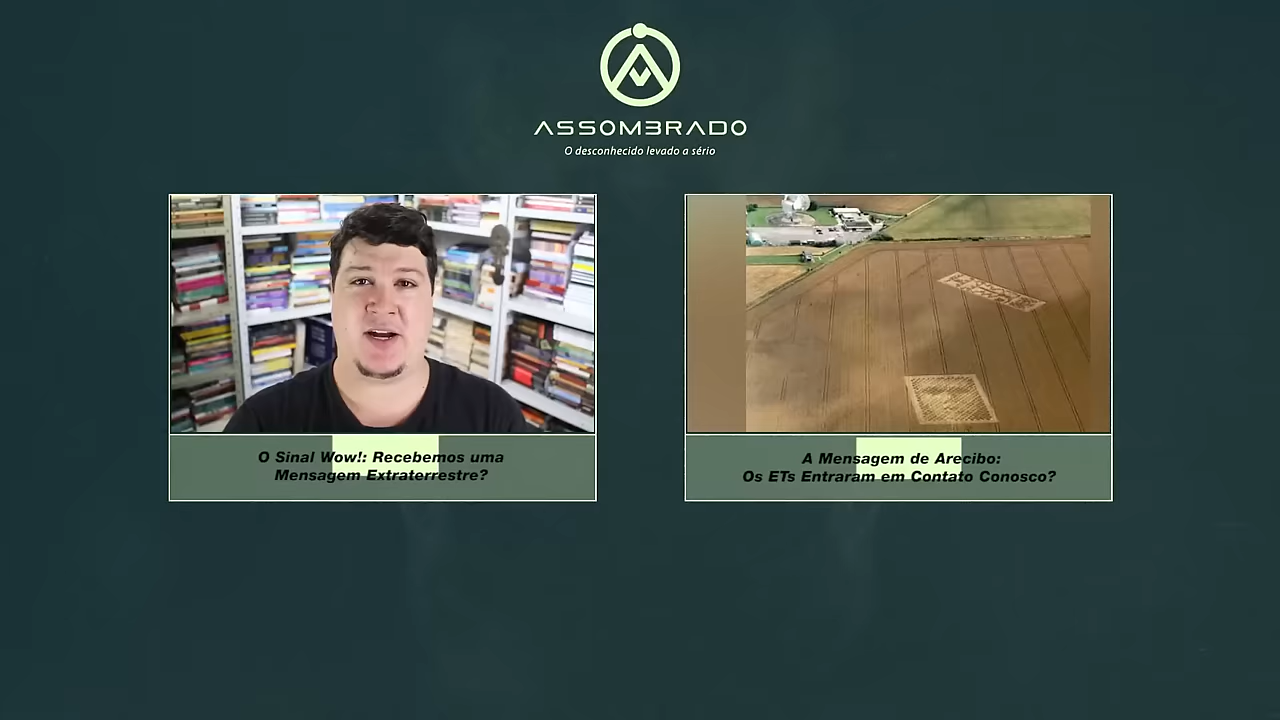 ASSOMBRADO
O desconhecido levado a sério
O Sinal Wow!: Recebemos uma
Mensagem Extraterrestre?
A Mensagem de Arecibo:
Os ETs Entraram em Contato Conosco?